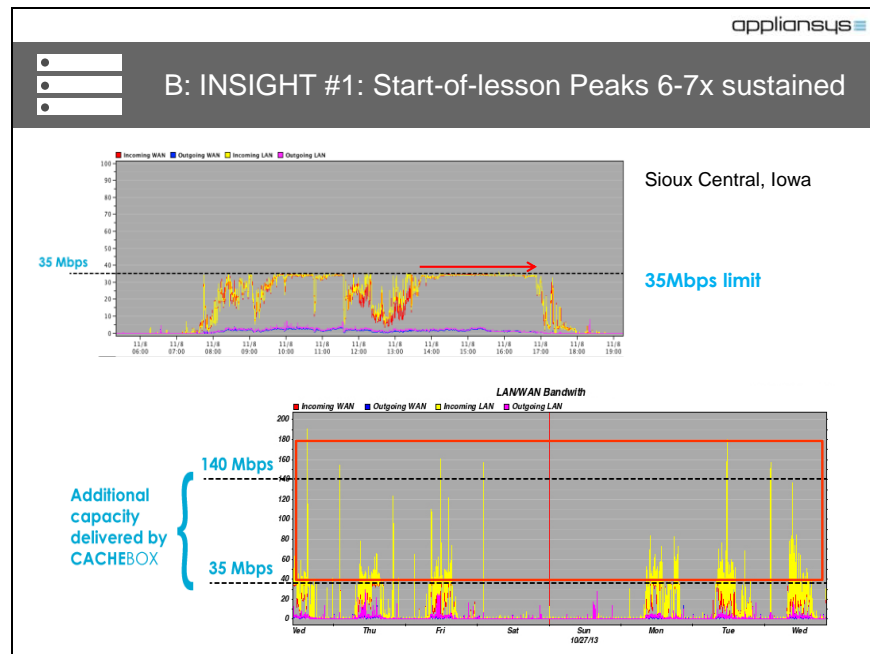 appliansys
B: INSIGHT #1: Start-of-lesson Peaks 6-7x sustained
Incoming WAN Outgoing WAN Incoming LAN Outgoing LAN
100
90
80
70
60
50
40
30
20
10
0
35 Mbps
11/8 06:00
11/8 07:00
11/8 08:00
11/8 09:00
11/8 10:00
11/8 11:00
11/8 12:00
11/8 13:00
11/8 14:00
11/8 15:00
11/8 16:00
11/8 17:00
11/8 18:00
11/8 19:00
Sioux Central, Iowa
35Mbps limit
LAN/WAN Bandwith
Incoming WAN Outgoing WAN Incoming LAN Outgoing LAN
200
180
160
140
120
100
80
60
40
20
0
140 Mbps
35 Mbps
Additional
capacity
delivered by
CACHEBOX
Wed Thu Fri Sat Sun Mon Tue Wed
10/27/13